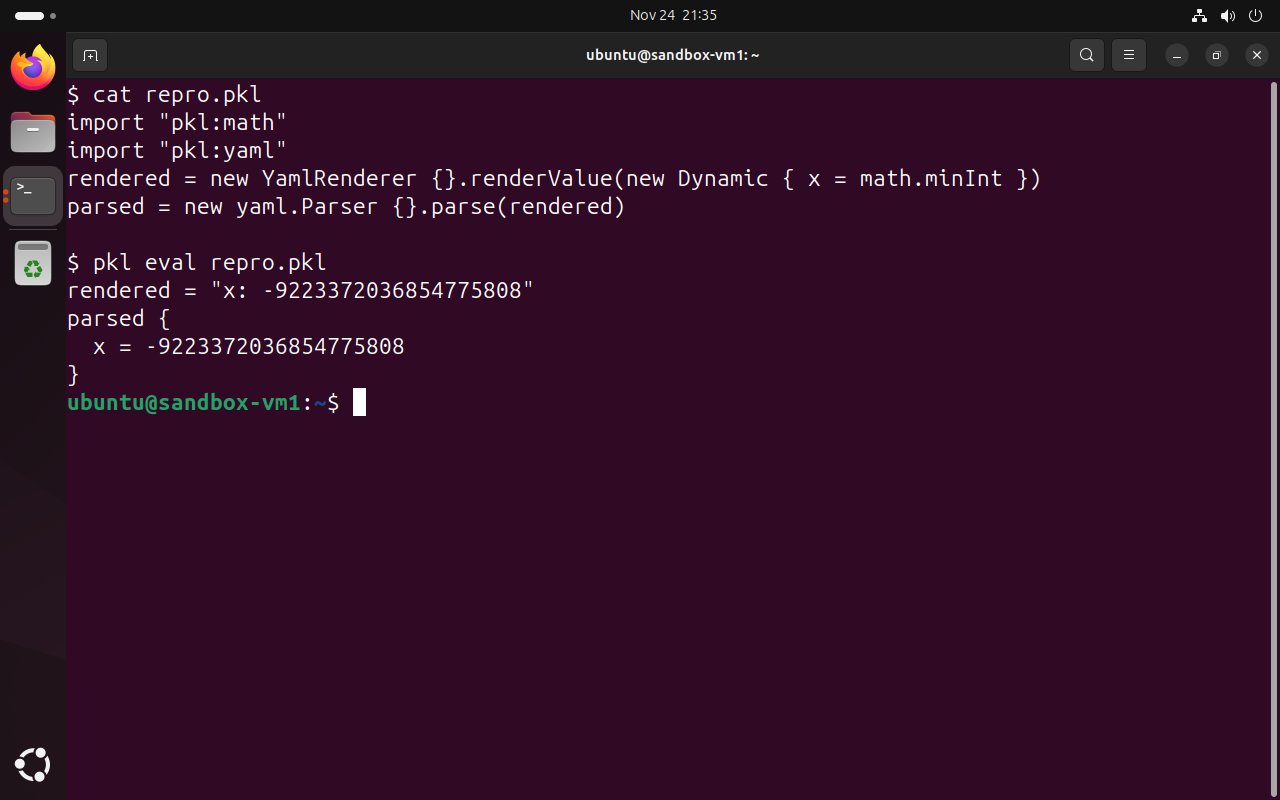 Nov 24 21:35
ubuntu@sandbox-vm1: ~
$ cat repro.pkl
import "pkl:math"
import "pkl:yaml"
rendered = new YamlRenderer {}.renderValue(new Dynamic { x = math.minInt })
parsed = new yaml.Parser {}.parse(rendered)
$ pkl eval repro.pkl
rendered = "x: -9223372036854775808"
parsed {
  x = -9223372036854775808
}
ubuntu@sandbox-vm1:~$